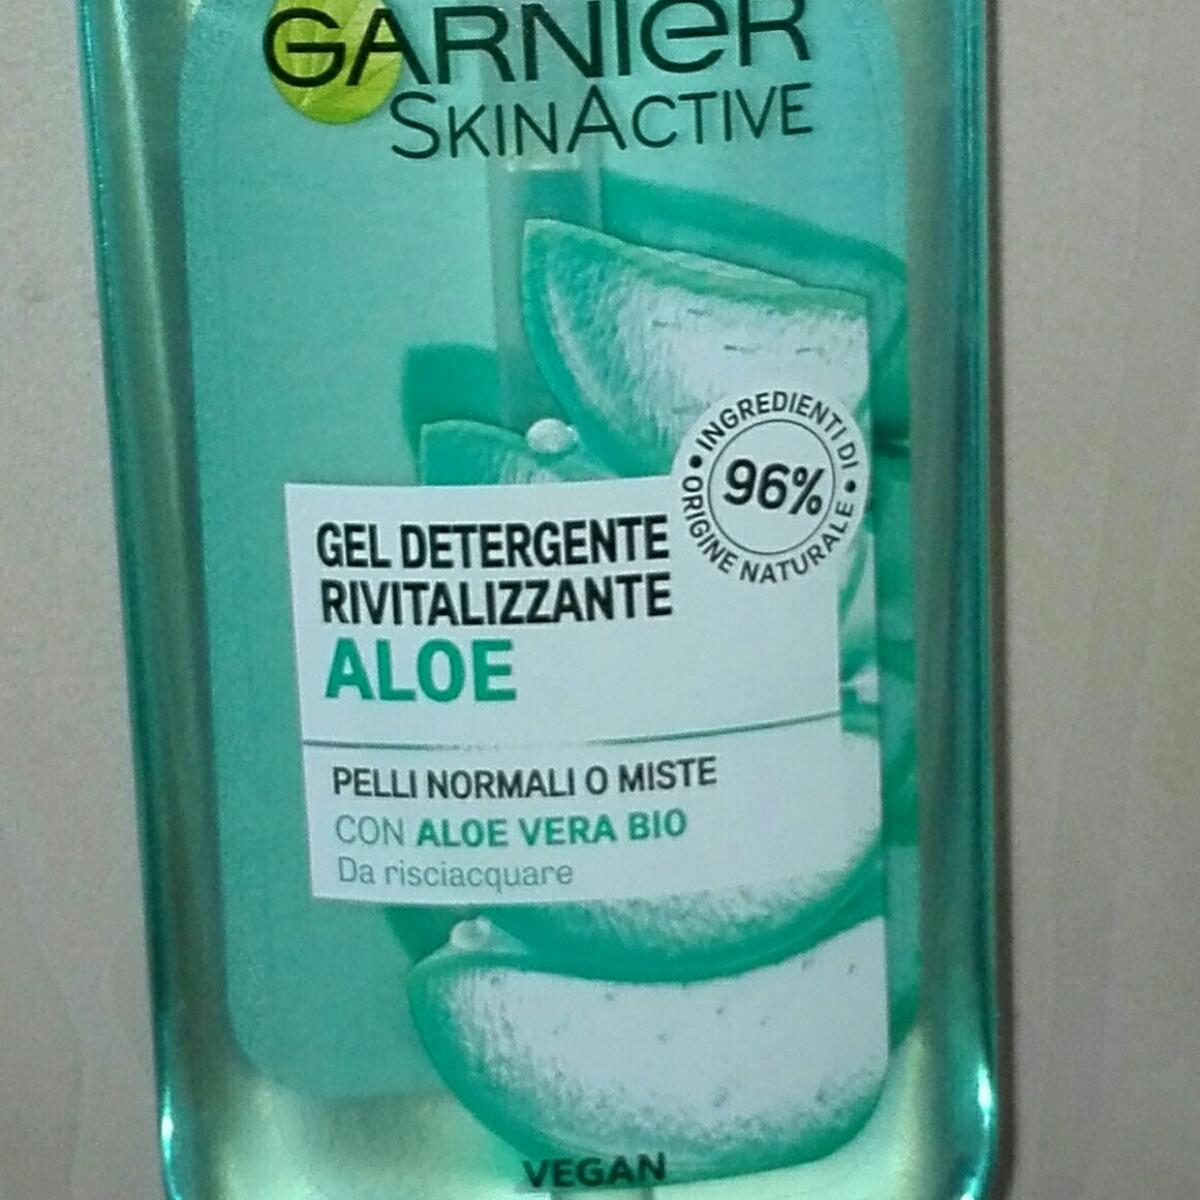 GARNIER
SKINACTIVE
INGREDIENTI DI
96%
ORIGINE NATURALE
GEL DETERGENTE
RIVITALIZZANTE
ALOE
PELLI NORMALI O MISTE
CON ALOE VERA BIO
Da risciacquare
VEGAN